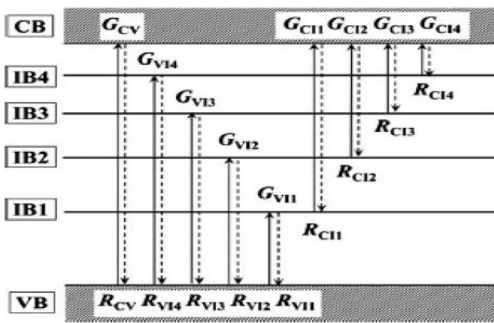 CB G_CV G_CI1 G_CI2 G_CI3 G_CI4
IB4 G_VI4 R_CI4
IB3 G_VI3 R_CI3
IB2 G_VI2 R_CI2
IB1 G_VI1 R_CI1
VB R_CV R_VI4 R_VI3 R_VI2 R_VI1